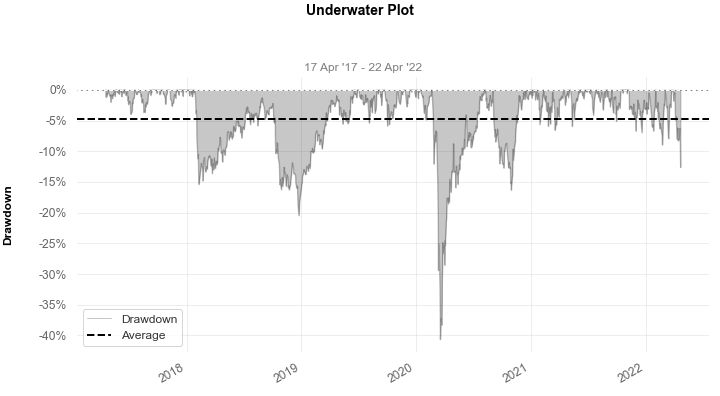 Underwater Plot
17 Apr '17 - 22 Apr '22
0%
-5%
-10%
-15%
-20%
-25%
-30%
-35%
-40%
Drawdown
Drawdown
Average
2018
2019
2020
2021
2022